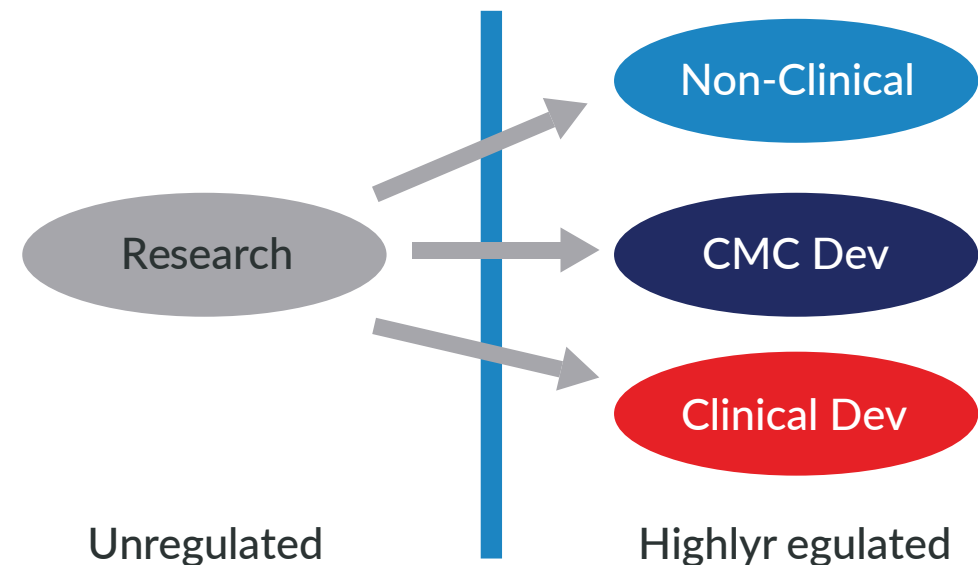 Non-Clinical
Research
CMC Dev
Clinical Dev
Unregulated
Highlyr egulated